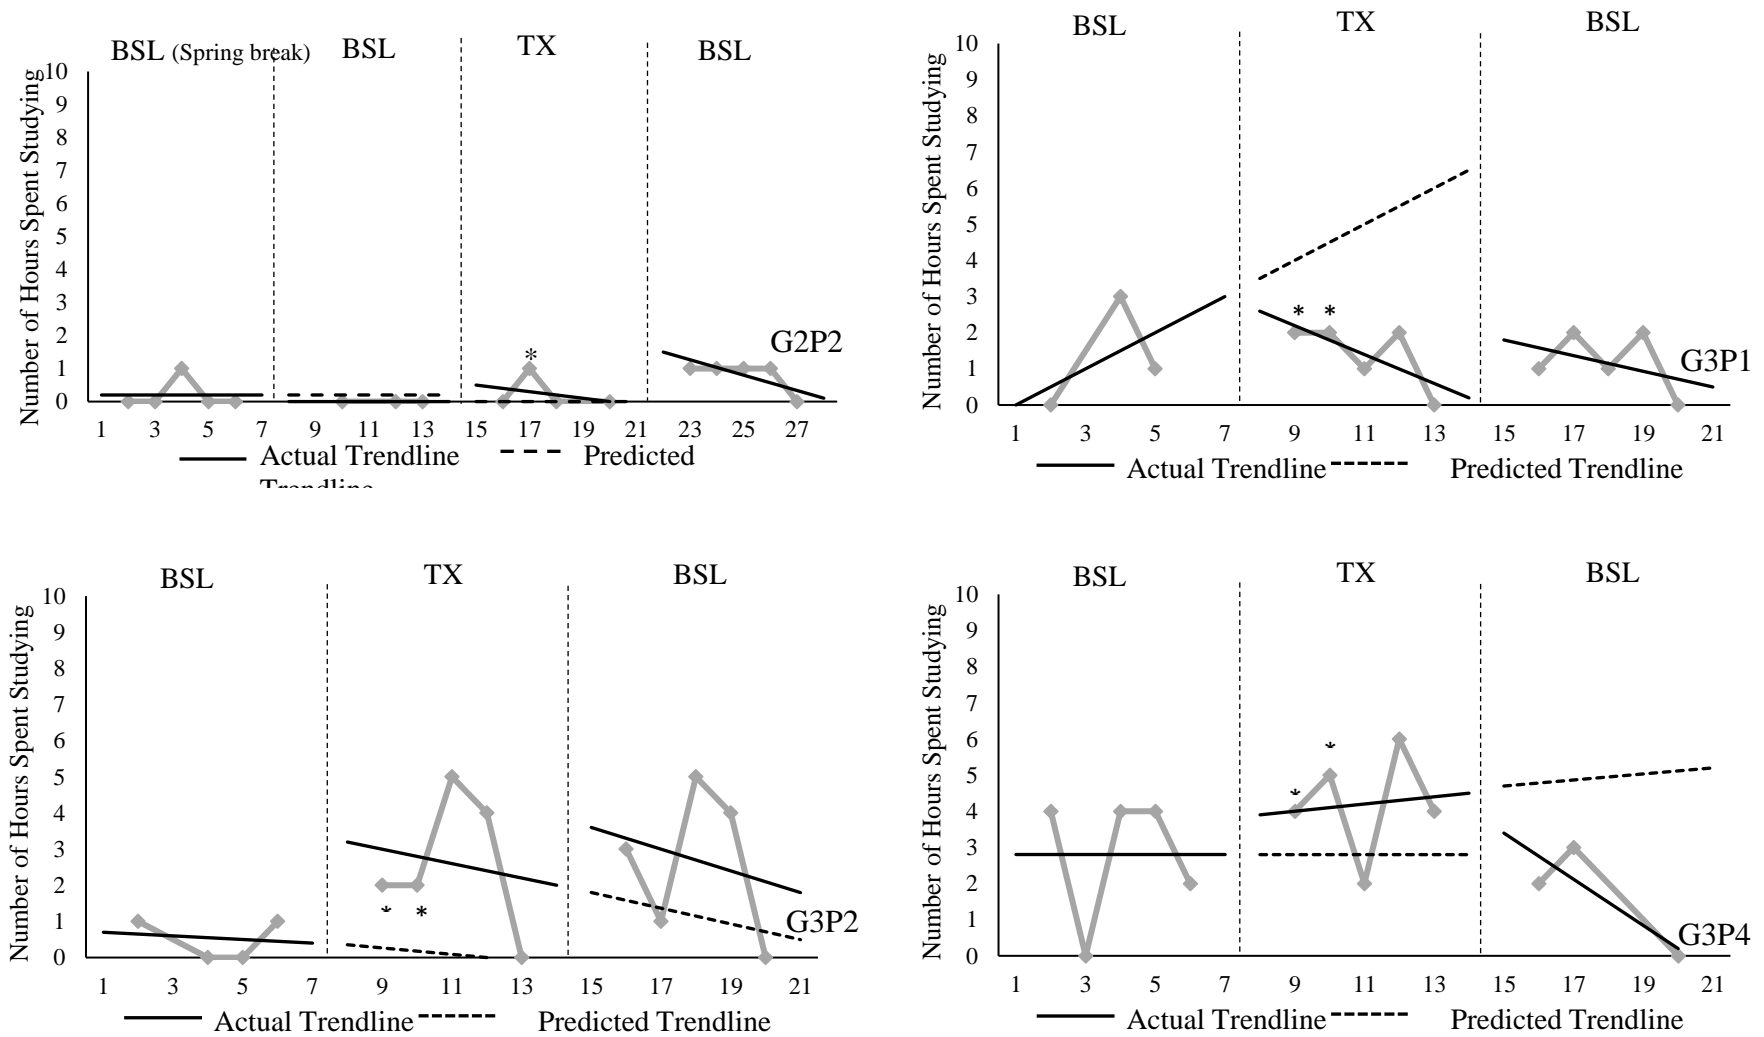 BSL (Spring break) BSL TX BSL
Number of Hours Spent Studying
10
9
8
7
6
5
4
3
2
1
0
*
G2P2
1 3 5 7 9 11 13 15 17 19 21 23 25 27
Actual Trendline Predicted
Trendline
BSL TX BSL
Number of Hours Spent Studying
10
9
8
7
6
5
4
3
2
1
0
* *
G3P1
1 3 5 7 9 11 13 15 17 19 21
Actual Trendline Predicted Trendline
BSL TX BSL
Number of Hours Spent Studying
10
9
8
7
6
5
4
3
2
1
0
* *
G3P2
1 3 5 7 9 11 13 15 17 19 21
Actual Trendline Predicted Trendline
BSL TX BSL
Number of Hours Spent Studying
10
9
8
7
6
5
4
3
2
1
0
* *
G3P4
1 3 5 7 9 11 13 15 17 19 21
Actual Trendline Predicted Trendline